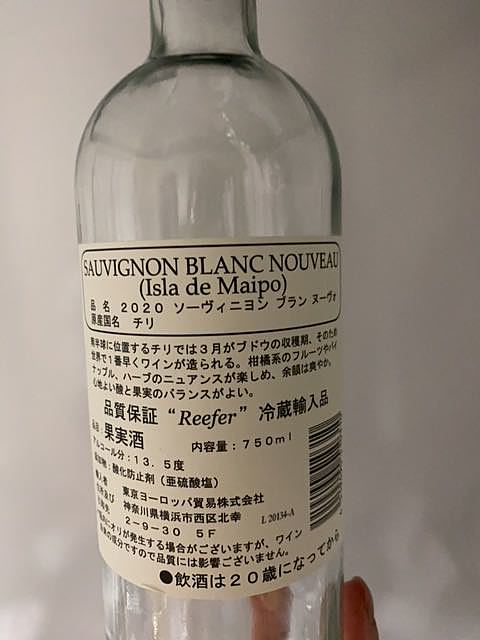 SAUVIGNON BLANC NOUVEAU
(Isla de Maipo)
品 名 2020 ソーヴィニヨン ブラン ヌーヴォ
原産国名 チリ
南半球に位置するチリでは3月がブドウの収穫期、そのため
世界で1番早くワインが造られる。柑橘系のフルーツやパイ
ナップル、ハーブのニュアンスが楽しめ、余韻は爽やか。
心地よい酸と果実のバランスがよい。
品質保証 “Reefer” 冷蔵輸入品
品目:果実酒 内容量:750ml
アルコール分:13.5度
酸化防止剤(亜硫酸塩)
輸入者 東京ヨーロッパ貿易株式会社
神奈川県横浜市西区北幸
2-9-30 5F L 20134-A
オリが発生する場合がございますが、ワイン
の成分ですので品質には影響ございません。
●飲酒は20歳になってから